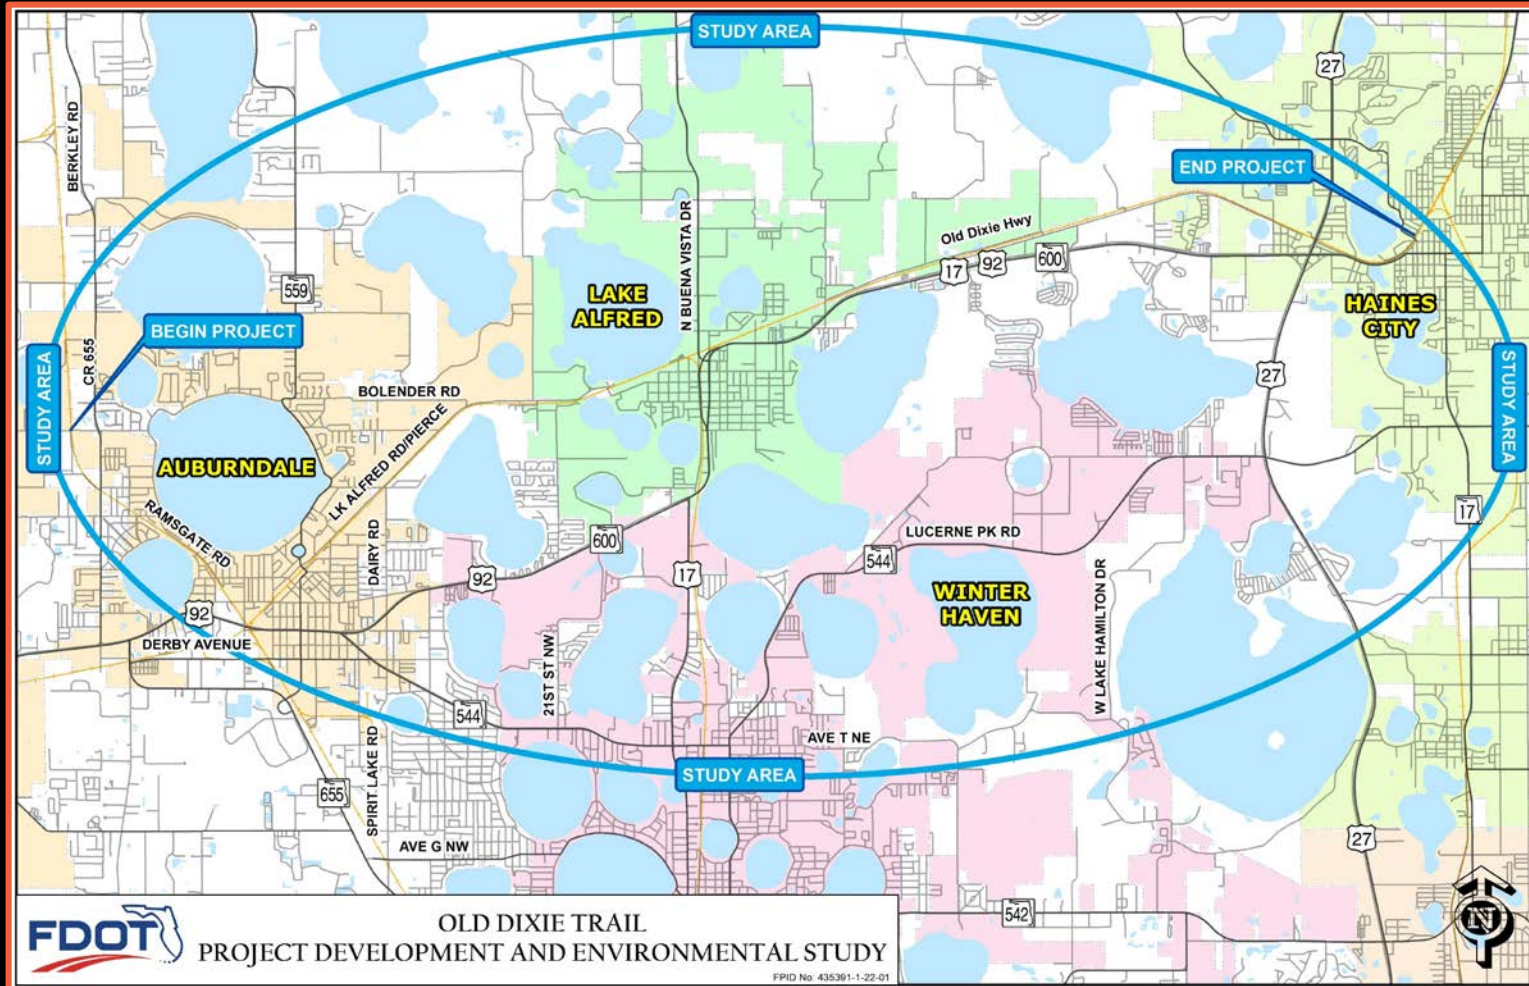 STUDY AREA
27
BERKLEY RD
END PROJECT
N BUENA VISTA DR
Old Dixie Hwy
17
92
600
559
LAKE
ALFRED
HAINES
CITY
BEGIN PROJECT
CR 655
STUDY AREA
BOLENDER RD
27
STUDY AREA
AUBURNDALE
LK ALFRED RD/PIERCE
RAMSGATE RD
DAIRY RD
600
17
LUCERNE PK RD
544
92
17
WINTER
HAVEN
W LAKE HAMILTON DR
92
DERBY AVENUE
21ST ST NW
544
AVE T NE
STUDY AREA
SPIRIT LAKE RD
655
AVE G NW
27
542
N
FDOT
OLD DIXIE TRAIL
PROJECT DEVELOPMENT AND ENVIRONMENTAL STUDY
FPID No: 435391-1-22-01